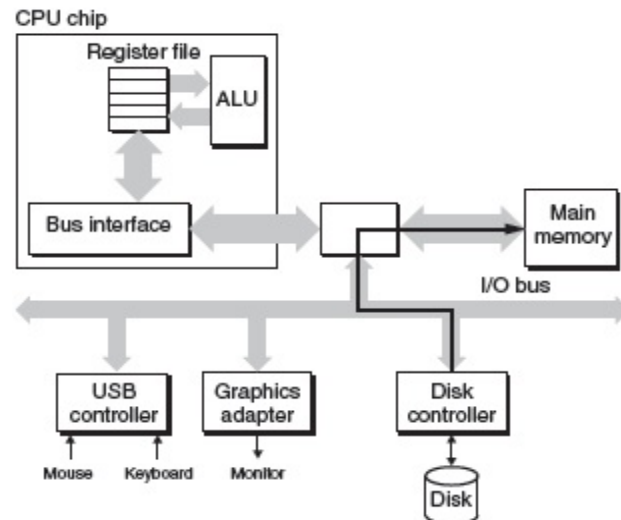 CPU chip
Register file
ALU
Bus interface
Main
memory
I/O bus
USB
controller
Graphics
adapter
Disk
controller
Mouse
Keyboard
Monitor
Disk